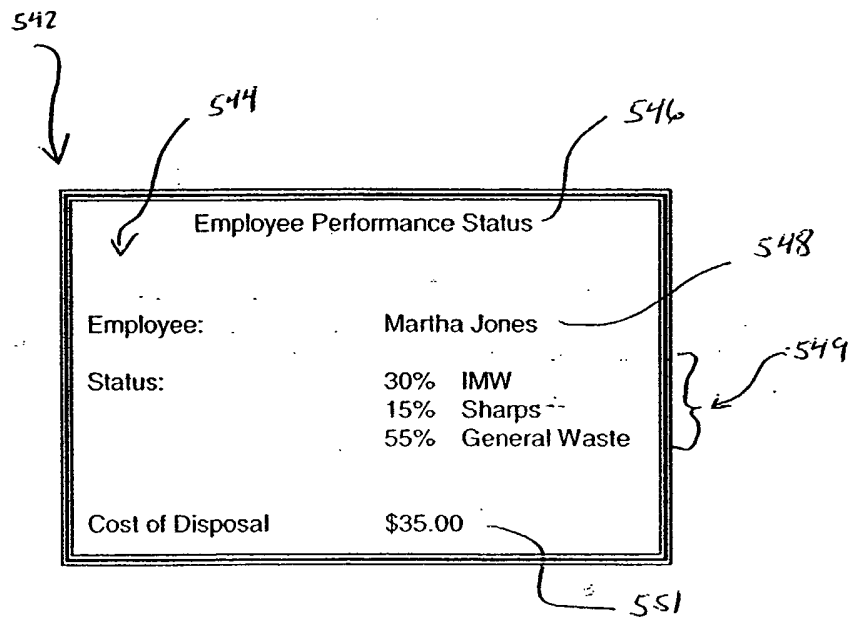 542
544
546
Employee Performance Status
548
Employee: Martha Jones
549
Status: 30% IMW
15% Sharps
55% General Waste
Cost of Disposal $35.00
551